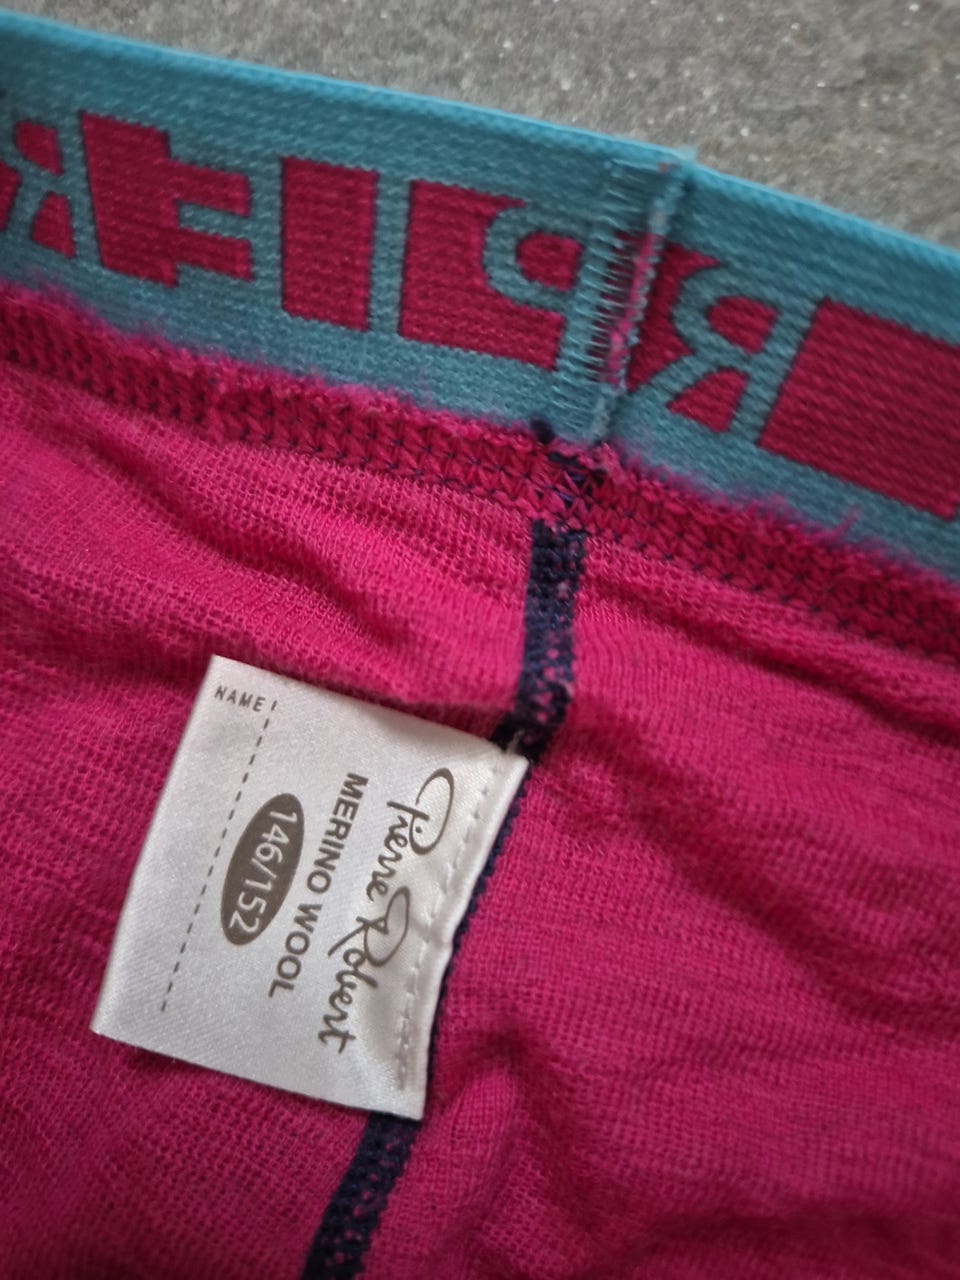 Pierre Robert
MERINO WOOL
146/152
NAME